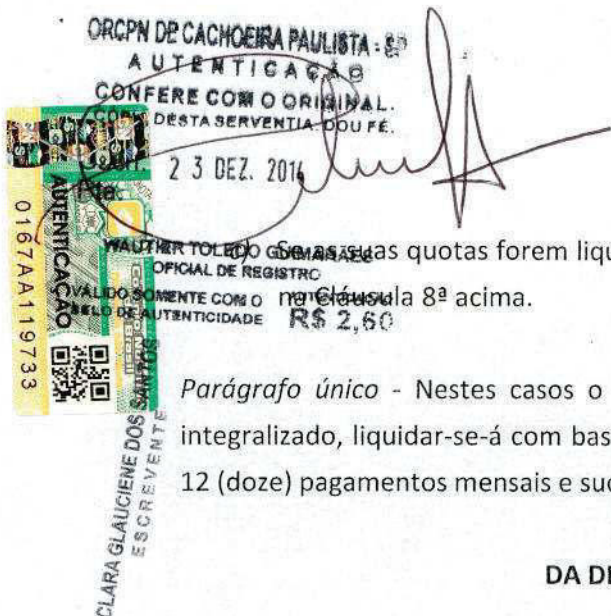 ORCPN DE CACHOEIRA PAULISTA - SP
AUTENTICAÇÃO
CONFERE COM O ORIGINAL.
DESTA SERVENTIA. DOU FÉ.
23 DEZ. 2014
WAUTHER TOLEDO GUIMARÃES
OFICIAL DE REGISTRO
VÁLIDO SOMENTE COM O
SELO DE AUTENTICIDADE R$ 2,60
AUTENTICAÇÃO
0167AA119733
CLARA GLAUCIENE DOS SANTOS
ESCREVENTE
Se as suas quotas forem liqu
na Cláusula 8ª acima.
Parágrafo único - Nestes casos o
integralizado, liquidar-se-á com bas
12 (doze) pagamentos mensais e suc
DA DI